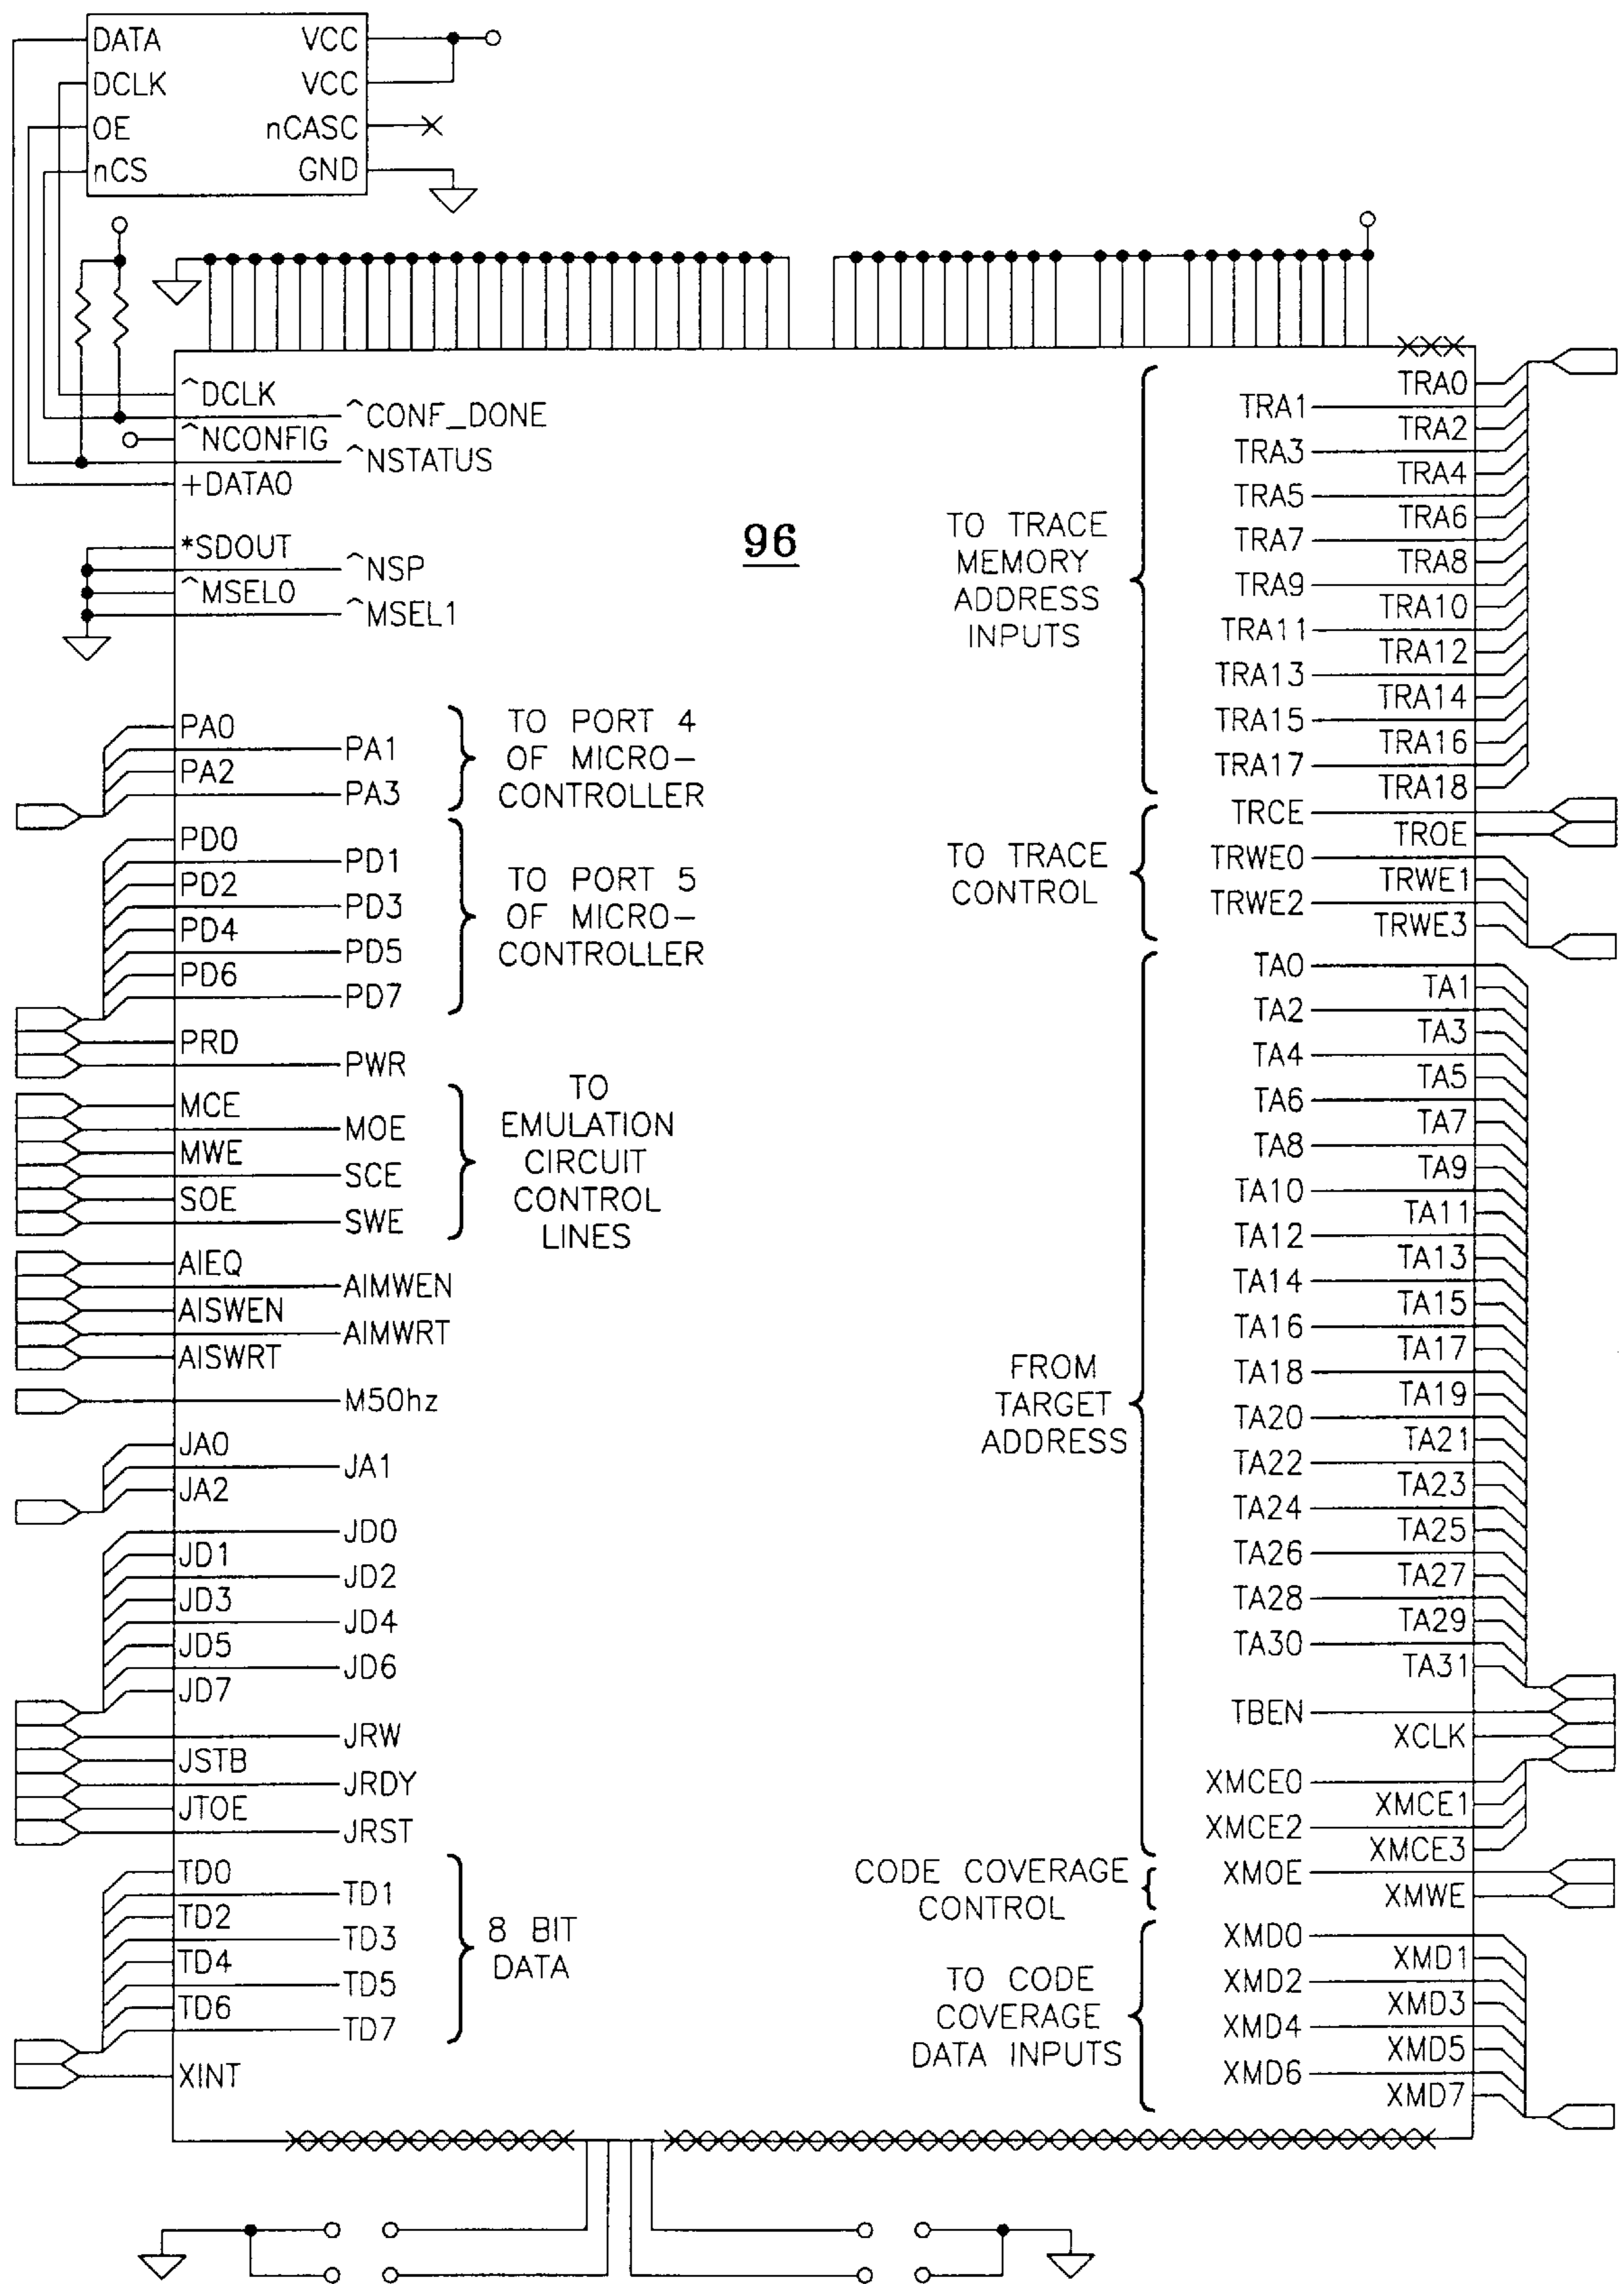 DATA VCC
DCLK VCC
OE nCASC
nCS GND
^DCLK
^CONF_DONE
^NCONFIG
^NSTATUS
+DATA0
*SDOUT
^NSP
^MSEL0
^MSEL1
96
PA0
PA1
PA2
PA3
TO PORT 4
OF MICRO–
CONTROLLER
PD0
PD1
PD2
PD3
PD4
PD5
PD6
PD7
TO PORT 5
OF MICRO–
CONTROLLER
PRD
PWR
MCE
MOE
MWE
SCE
SOE
SWE
TO
EMULATION
CIRCUIT
CONTROL
LINES
AIEQ
AIMWEN
AISWEN
AIMWRT
AISWRT
M50hz
JA0
JA1
JA2
JD0
JD1
JD2
JD3
JD4
JD5
JD6
JD7
JRW
JSTB
JRDY
JTOE
JRST
TD0
TD1
TD2
TD3
TD4
TD5
TD6
TD7
8 BIT
DATA
XINT
TO TRACE
MEMORY
ADDRESS
INPUTS
TRA0
TRA1
TRA2
TRA3
TRA4
TRA5
TRA6
TRA7
TRA8
TRA9
TRA10
TRA11
TRA12
TRA13
TRA14
TRA15
TRA16
TRA17
TRA18
TO TRACE
CONTROL
TRCE
TROE
TRWE0
TRWE1
TRWE2
TRWE3
FROM
TARGET
ADDRESS
TA0
TA1
TA2
TA3
TA4
TA5
TA6
TA7
TA8
TA9
TA10
TA11
TA12
TA13
TA14
TA15
TA16
TA17
TA18
TA19
TA20
TA21
TA22
TA23
TA24
TA25
TA26
TA27
TA28
TA29
TA30
TA31
TBEN
XCLK
XMCE0
XMCE1
XMCE2
XMCE3
CODE COVERAGE
CONTROL
XMOE
XMWE
TO CODE
COVERAGE
DATA INPUTS
XMD0
XMD1
XMD2
XMD3
XMD4
XMD5
XMD6
XMD7